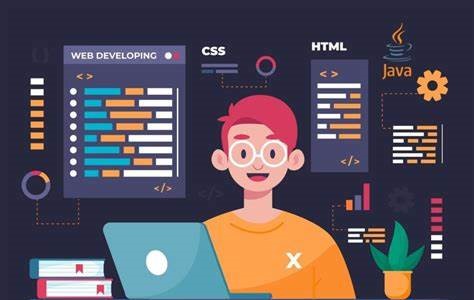 WEB DEVELOPING
CSS
HTML
Java
< >
</>
</>
</>
</>
X